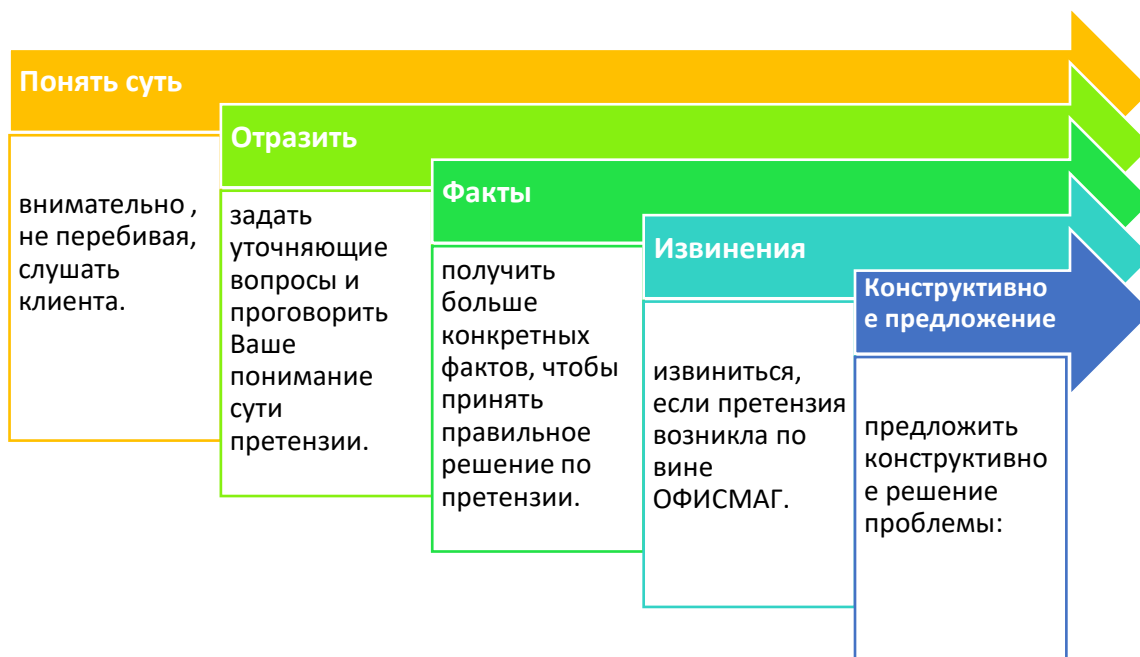 Понять суть
внимательно ,
не перебивая,
слушать
клиента.
Отразить
задать
уточняющие
вопросы и
проговорить
Ваше
понимание
сути
претензии.
Факты
получить
больше
конкретных
фактов, чтобы
принять
правильное
решение по
претензии.
Извинения
извиниться,
если претензия
возникла по
вине
ОФИСМАГ.
Конструктивно
е предложение
предложить
конструктивно
е решение
проблемы: